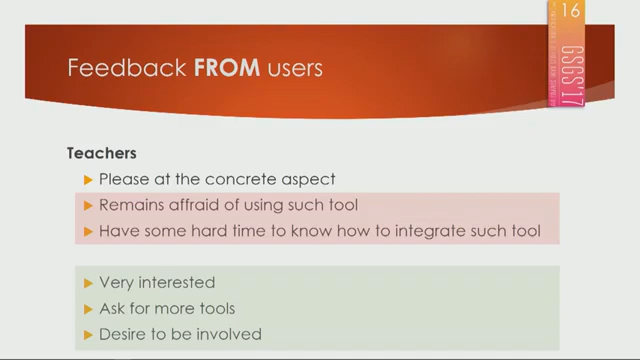 16
GSGS'17
Feedback FROM users
Teachers
Please at the concrete aspect
Remains affraid of using such tool
Have some hard time to know how to integrate such tool
Very interested
Ask for more tools
Desire to be involved